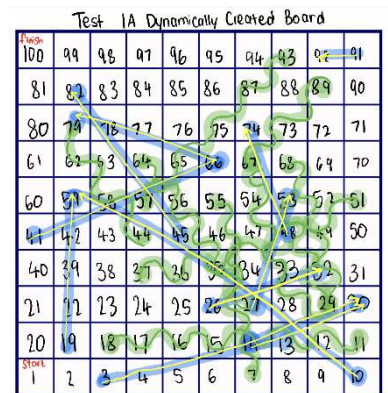 Test 1A Dynamically Created Board
finish
100 99 98 97 96 95 94 93 92 91
81 82 83 84 85 86 87 88 89 90
80 79 78 77 76 75 74 73 72
61 62 53 64 65 66 67 68 69 70
60 59 58 57 56 55 54 53 52 51
41 42 43 44 45 46 47 48 49 50
40 39 38 37 36 35 34 33 32 31
21 22 23 24 25 26 27 28 29 30
20 19 18 17 16 15 14 13 12 11
start
1 2 3 4 5 6 7 8 9 10